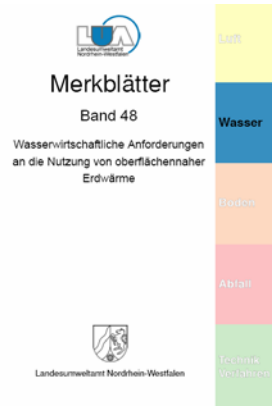 LUA
Landesumweltamt
Nordrhein-Westfalen
Merkblätter
Band 48
Wasserwirtschaftliche Anforderungen
an die Nutzung von oberflächennaher
Erdwärme
Landesumweltamt Nordrhein-Westfalen
Luft
Wasser
Boden
Abfall
Technik
Verfahren